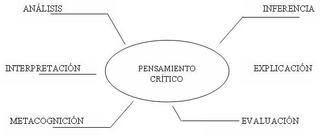 ANÁLISIS
INFERENCIA
INTERPRETACIÓN
PENSAMIENTO
CRÍTICO
EXPLICACIÓN
METACOGNICIÓN
EVALUACIÓN